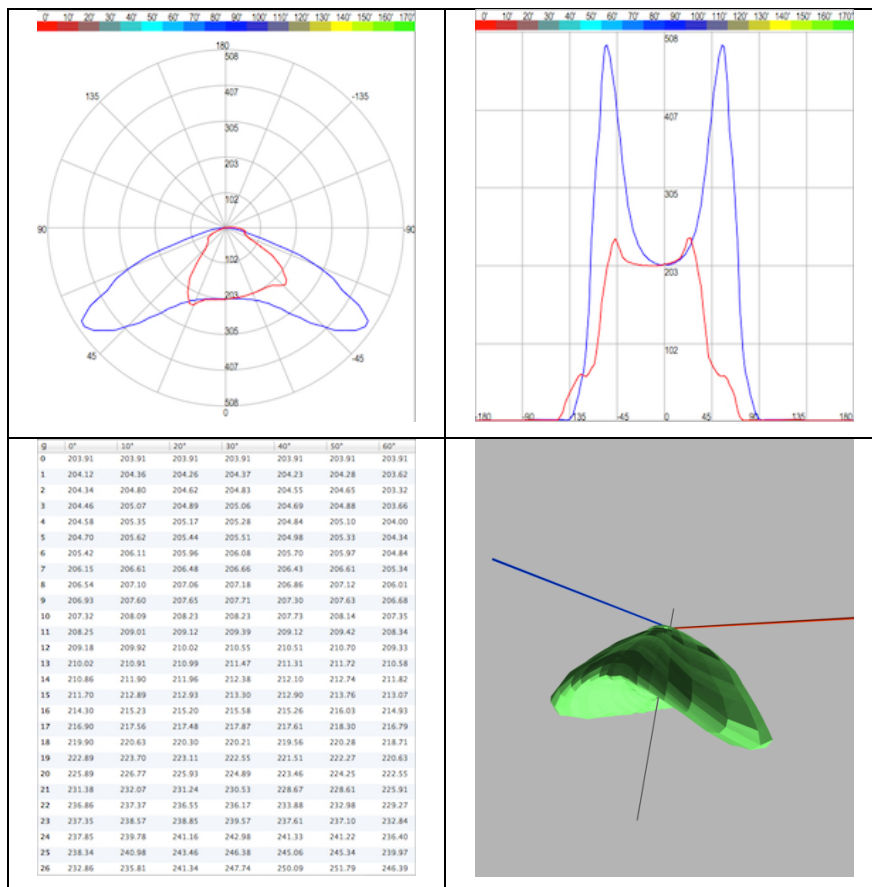 0° 10° 20° 30° 40° 50° 60° 70° 80° 90° 100° 110° 120° 130° 140° 150° 160° 170°
180
508
135 -135
407
305
203
102
90 -90
102
203
305
45 -45
407
508
0
0° 10° 20° 30° 40° 50° 60° 70° 80° 90° 100° 110° 120° 130° 140° 150° 160° 170°
508
407
305
203
102
-180 -135 -90 -45 0 45 90 135 180
g 0° 10° 20° 30° 40° 50° 60°
0 203.91 203.91 203.91 203.91 203.91 203.91 203.91
1 204.12 204.36 204.26 204.37 204.23 204.28 203.62
2 204.34 204.80 204.62 204.83 204.55 204.65 203.32
3 204.46 205.07 204.89 205.06 204.69 204.88 203.66
4 204.58 205.35 205.17 205.28 204.84 205.10 204.00
5 204.70 205.62 205.44 205.51 204.98 205.33 204.34
6 205.42 206.11 205.96 206.08 205.70 205.97 204.84
7 206.15 206.61 206.48 206.66 206.43 206.61 205.34
8 206.54 207.10 207.06 207.18 206.86 207.12 206.01
9 206.93 207.60 207.65 207.71 207.30 207.63 206.68
10 207.32 208.09 208.23 208.23 207.73 208.14 207.35
11 208.25 209.01 209.12 209.39 209.12 209.42 208.34
12 209.18 209.92 210.02 210.55 210.51 210.70 209.33
13 210.02 210.91 210.99 211.47 211.31 211.72 210.58
14 210.86 211.90 211.96 212.38 212.10 212.74 211.82
15 211.70 212.89 212.93 213.30 212.90 213.76 213.07
16 214.30 215.23 215.20 215.58 215.26 216.03 214.93
17 216.90 217.56 217.48 217.87 217.61 218.30 216.79
18 219.90 220.63 220.30 220.21 219.56 220.28 218.71
19 222.89 223.70 223.11 222.55 221.51 222.27 220.63
20 225.89 226.77 225.93 224.89 223.46 224.25 222.55
21 231.38 232.07 231.24 230.53 228.67 228.61 225.91
22 236.86 237.37 236.55 236.17 233.88 232.98 229.27
23 237.35 238.57 238.85 239.57 237.61 237.10 232.84
24 237.85 239.78 241.16 242.98 241.33 241.22 236.40
25 238.34 240.98 243.46 246.38 245.06 245.34 239.97
26 232.86 235.81 241.34 247.74 250.09 251.79 246.39